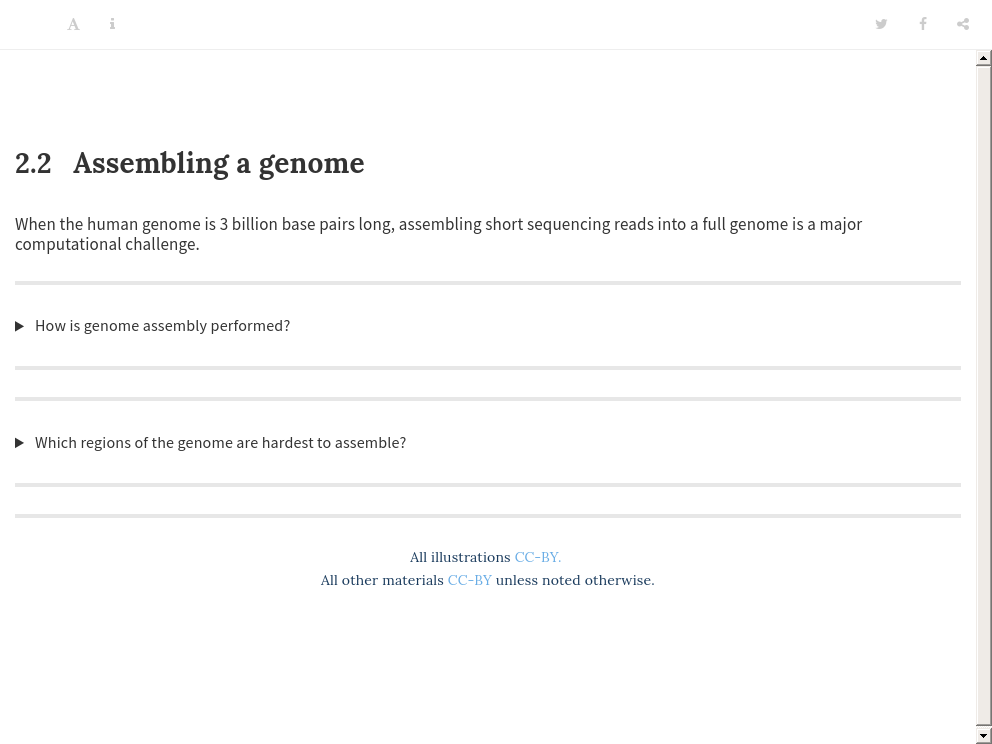 2.2 Assembling a genome
When the human genome is 3 billion base pairs long, assembling short sequencing reads into a full genome is a major
computational challenge.
How is genome assembly performed?
Which regions of the genome are hardest to assemble?
All illustrations CC-BY.
All other materials CC-BY unless noted otherwise.